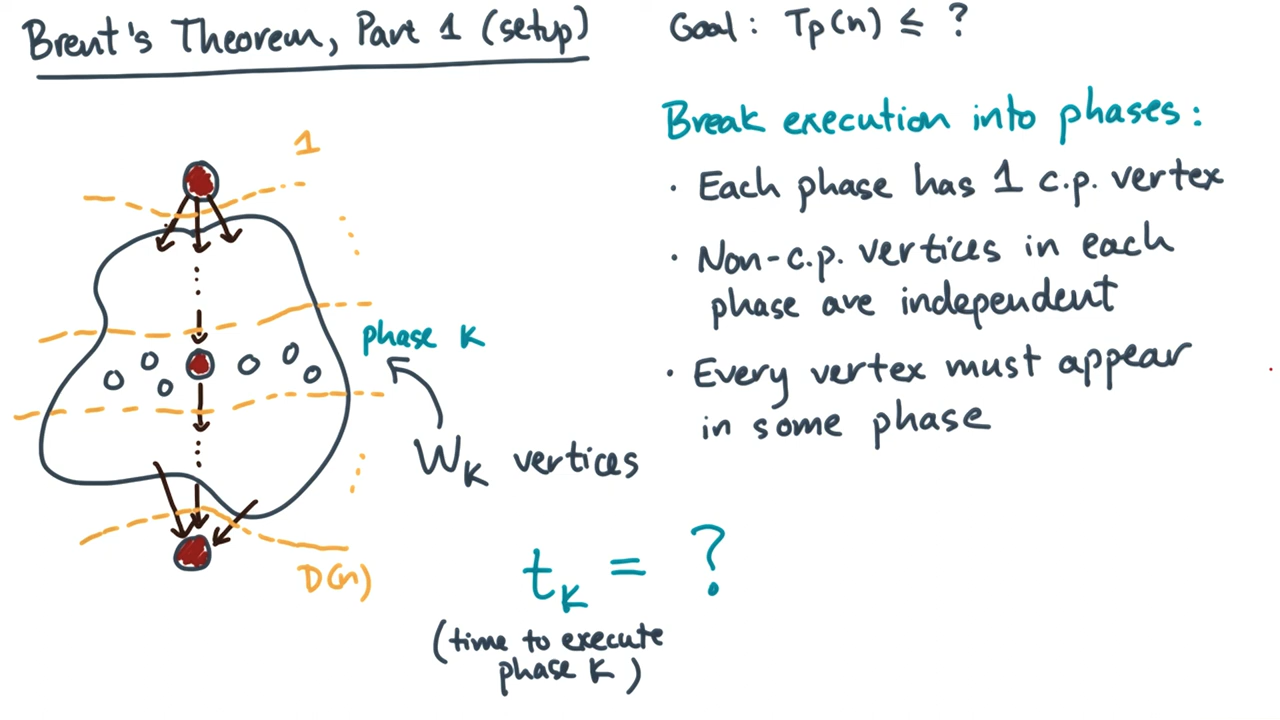 Brent's Theorem, Part 1 (setup)
Goal: Tp(n) ≤ ?
Break execution into phases:
• Each phase has 1 c.p. vertex
• Non-c.p. vertices in each
phase are independent
• Every vertex must appear
in some phase
1
phase k
Wk vertices
D(n)
tk = ?
(time to execute
phase k)